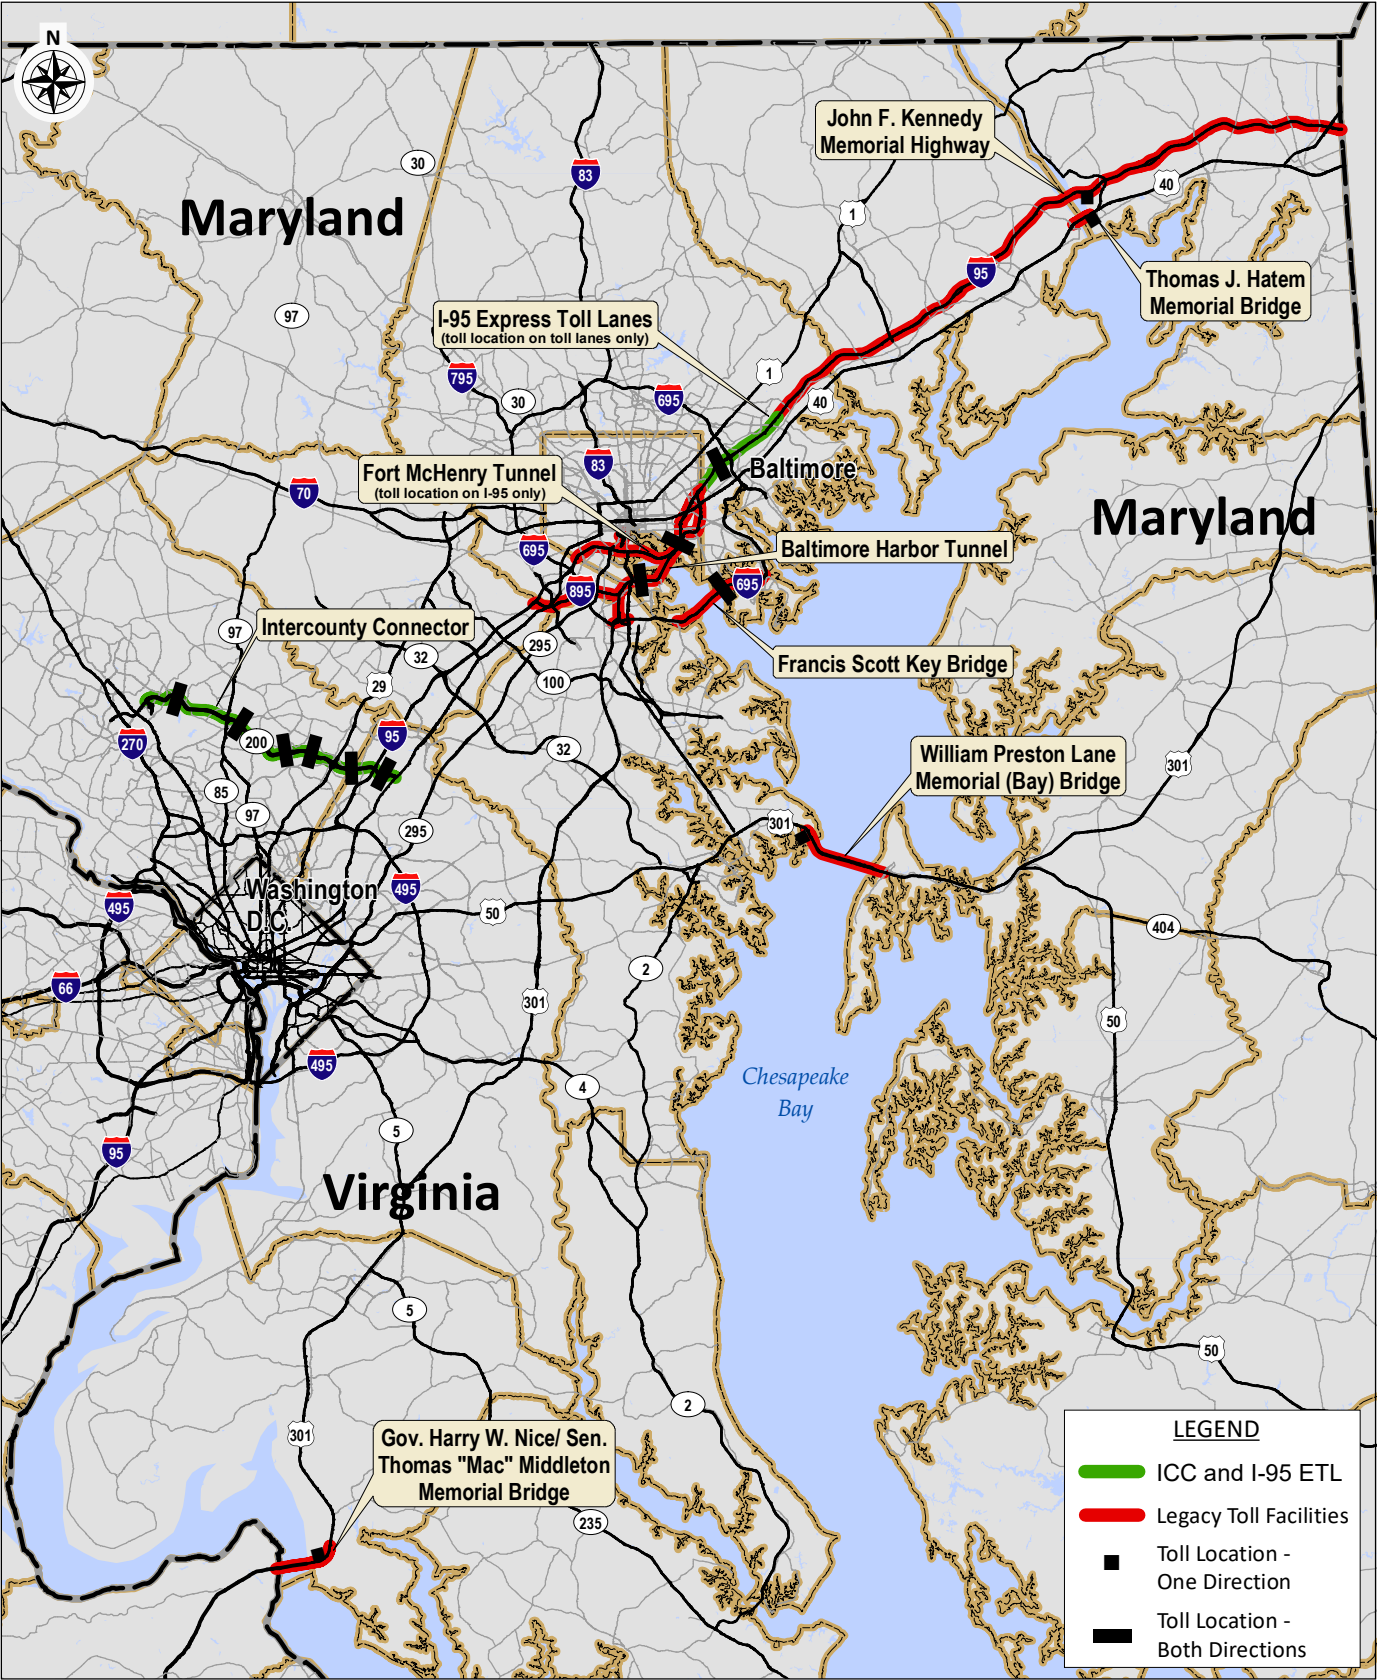 N
John F. Kennedy
Memorial Highway
30
83
40
1
Maryland
95
Thomas J. Hatem
Memorial Bridge
97
I-95 Express Toll Lanes
(toll location on toll lanes only)
795
1
30
695
40
83
Baltimore
Fort McHenry Tunnel
(toll location on I-95 only)
70
Maryland
695
Baltimore Harbor Tunnel
895
695
Intercounty Connector
97
295
32
Francis Scott Key Bridge
29
100
270
200
95
32
William Preston Lane
Memorial (Bay) Bridge
301
85
97
301
295
Washington
D.C.
495
495
50
404
66
2
301
50
495
Chesapeake
Bay
4
5
95
Virginia
5
50
2
301
Gov. Harry W. Nice/ Sen.
Thomas "Mac" Middleton
Memorial Bridge
235
LEGEND
ICC and I-95 ETL
Legacy Toll Facilities
Toll Location -
One Direction
Toll Location -
Both Directions